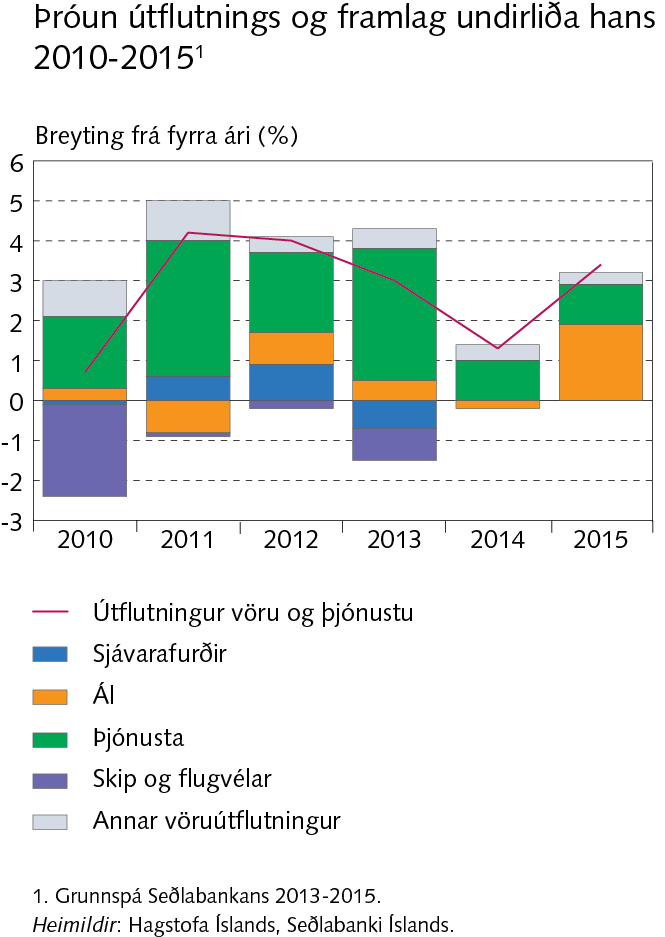 Þróun útflutnings og framlag undirliða hans
2010-2015¹
Breyting frá fyrra ári (%)
6
5
4
3
2
1
0
-1
-2
-3
2010 2011 2012 2013 2014 2015
Útflutningur vöru og þjónustu
Sjávarafurðir
Ál
Þjónusta
Skip og flugvélar
Annar vöruútflutningur
1. Grunnspá Seðlabankans 2013-2015.
Heimildir: Hagstofa Íslands, Seðlabanki Íslands.